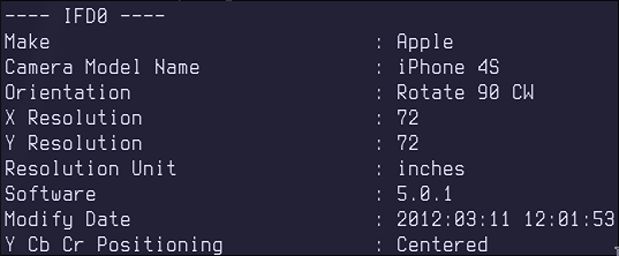 ---- IFD0 ----
Make : Apple
Camera Model Name : iPhone 4S
Orientation : Rotate 90 CW
X Resolution : 72
Y Resolution : 72
Resolution Unit : inches
Software : 5.0.1
Modify Date : 2012:03:11 12:01:53
Y Cb Cr Positioning : Centered